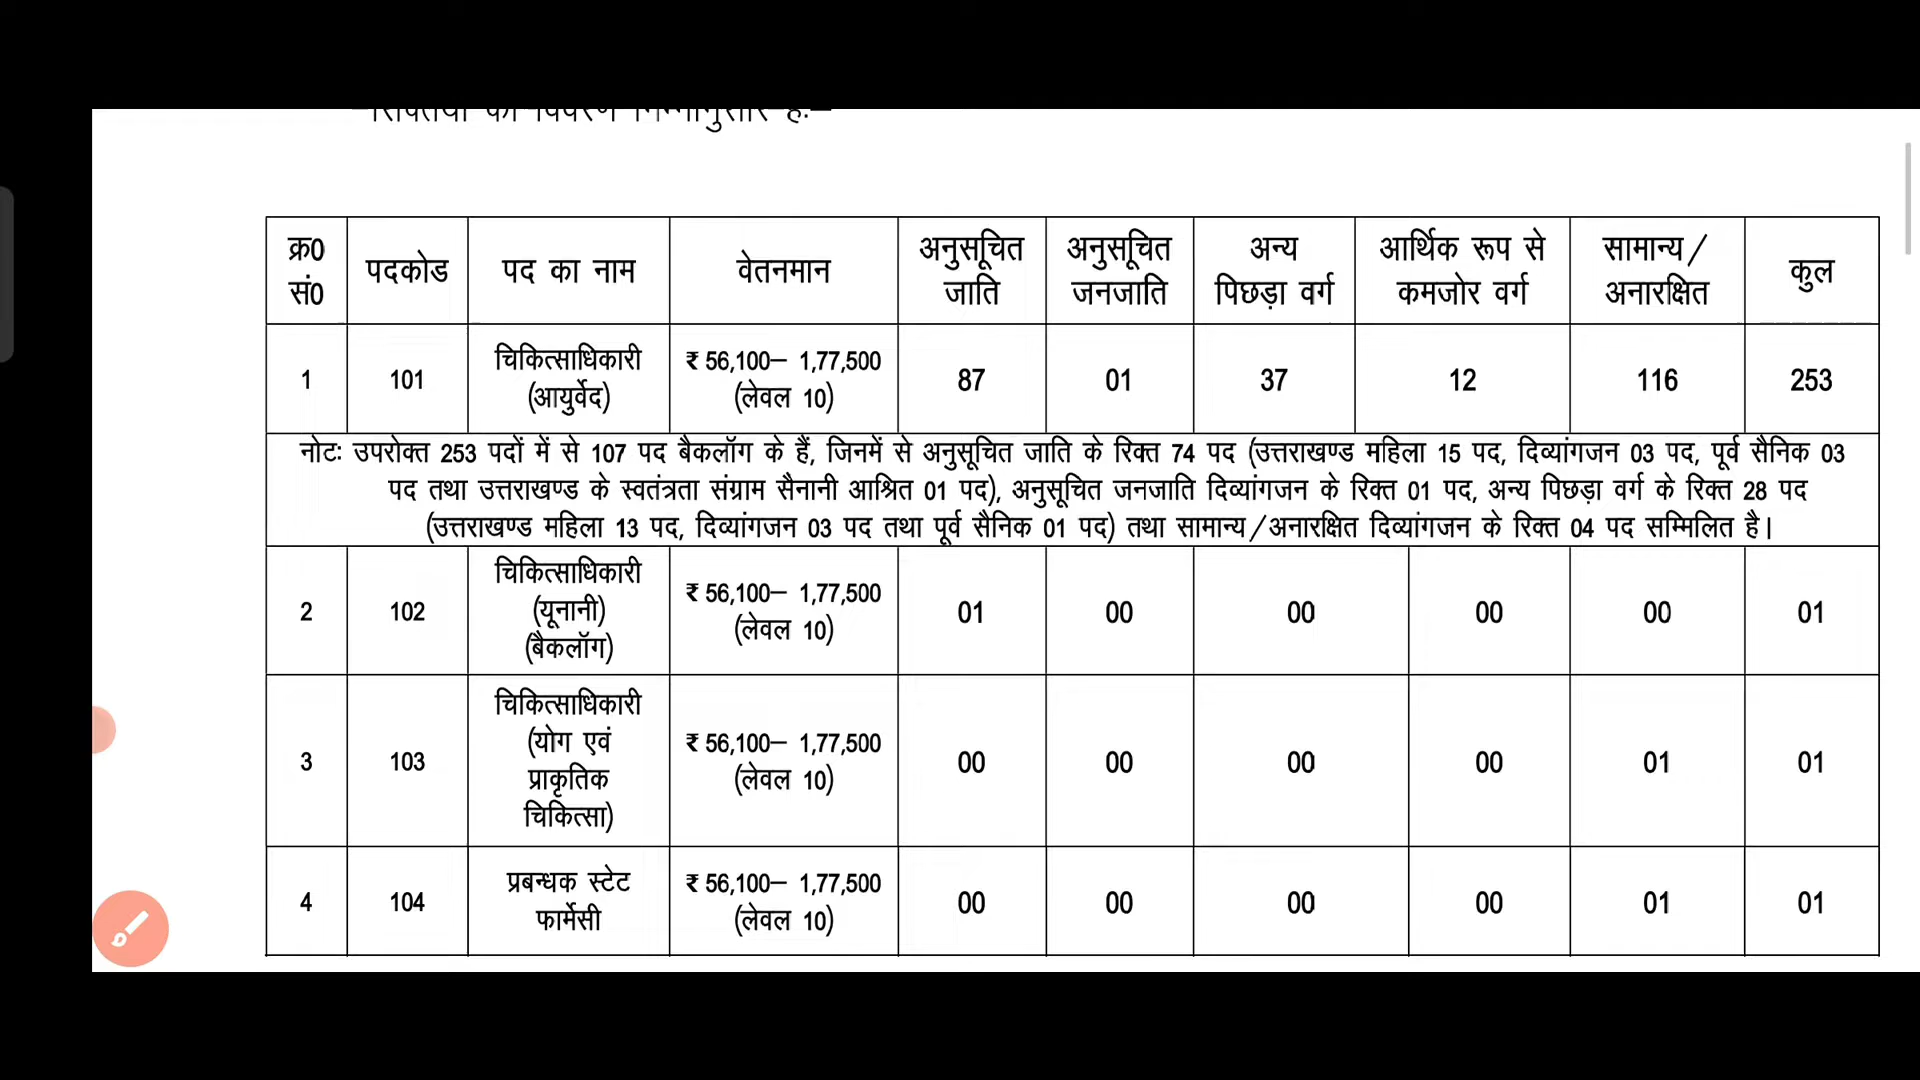 रिक्तियों का विवरण निम्नानुसार है:–
क्र0 सं0 | पदकोड | पद का नाम | वेतनमान | अनुसूचित जाति | अनुसूचित जनजाति | अन्य पिछड़ा वर्ग | आर्थिक रूप से कमजोर वर्ग | सामान्य/ अनारक्षित | कुल
1 | 101 | चिकित्साधिकारी (आयुर्वेद) | ₹ 56,100– 1,77,500 (लेवल 10) | 87 | 01 | 37 | 12 | 116 | 253
नोटः उपरोक्त 253 पदों में से 107 पद बैकलॉग के हैं, जिनमें से अनुसूचित जाति के रिक्त 74 पद (उत्तराखण्ड महिला 15 पद, दिव्यांगजन 03 पद, पूर्व सैनिक 03
पद तथा उत्तराखण्ड के स्वतंत्रता संग्राम सैनानी आश्रित 01 पद), अनुसूचित जनजाति दिव्यांगजन के रिक्त 01 पद, अन्य पिछड़ा वर्ग के रिक्त 28 पद
(उत्तराखण्ड महिला 13 पद, दिव्यांगजन 03 पद तथा पूर्व सैनिक 01 पद) तथा सामान्य/अनारक्षित दिव्यांगजन के रिक्त 04 पद सम्मिलित है।
2 | 102 | चिकित्साधिकारी (यूनानी) (बैकलॉग) | ₹ 56,100– 1,77,500 (लेवल 10) | 01 | 00 | 00 | 00 | 00 | 01
3 | 103 | चिकित्साधिकारी (योग एवं प्राकृतिक चिकित्सा) | ₹ 56,100– 1,77,500 (लेवल 10) | 00 | 00 | 00 | 00 | 01 | 01
4 | 104 | प्रबन्धक स्टेट फार्मेसी | ₹ 56,100– 1,77,500 (लेवल 10) | 00 | 00 | 00 | 00 | 01 | 01